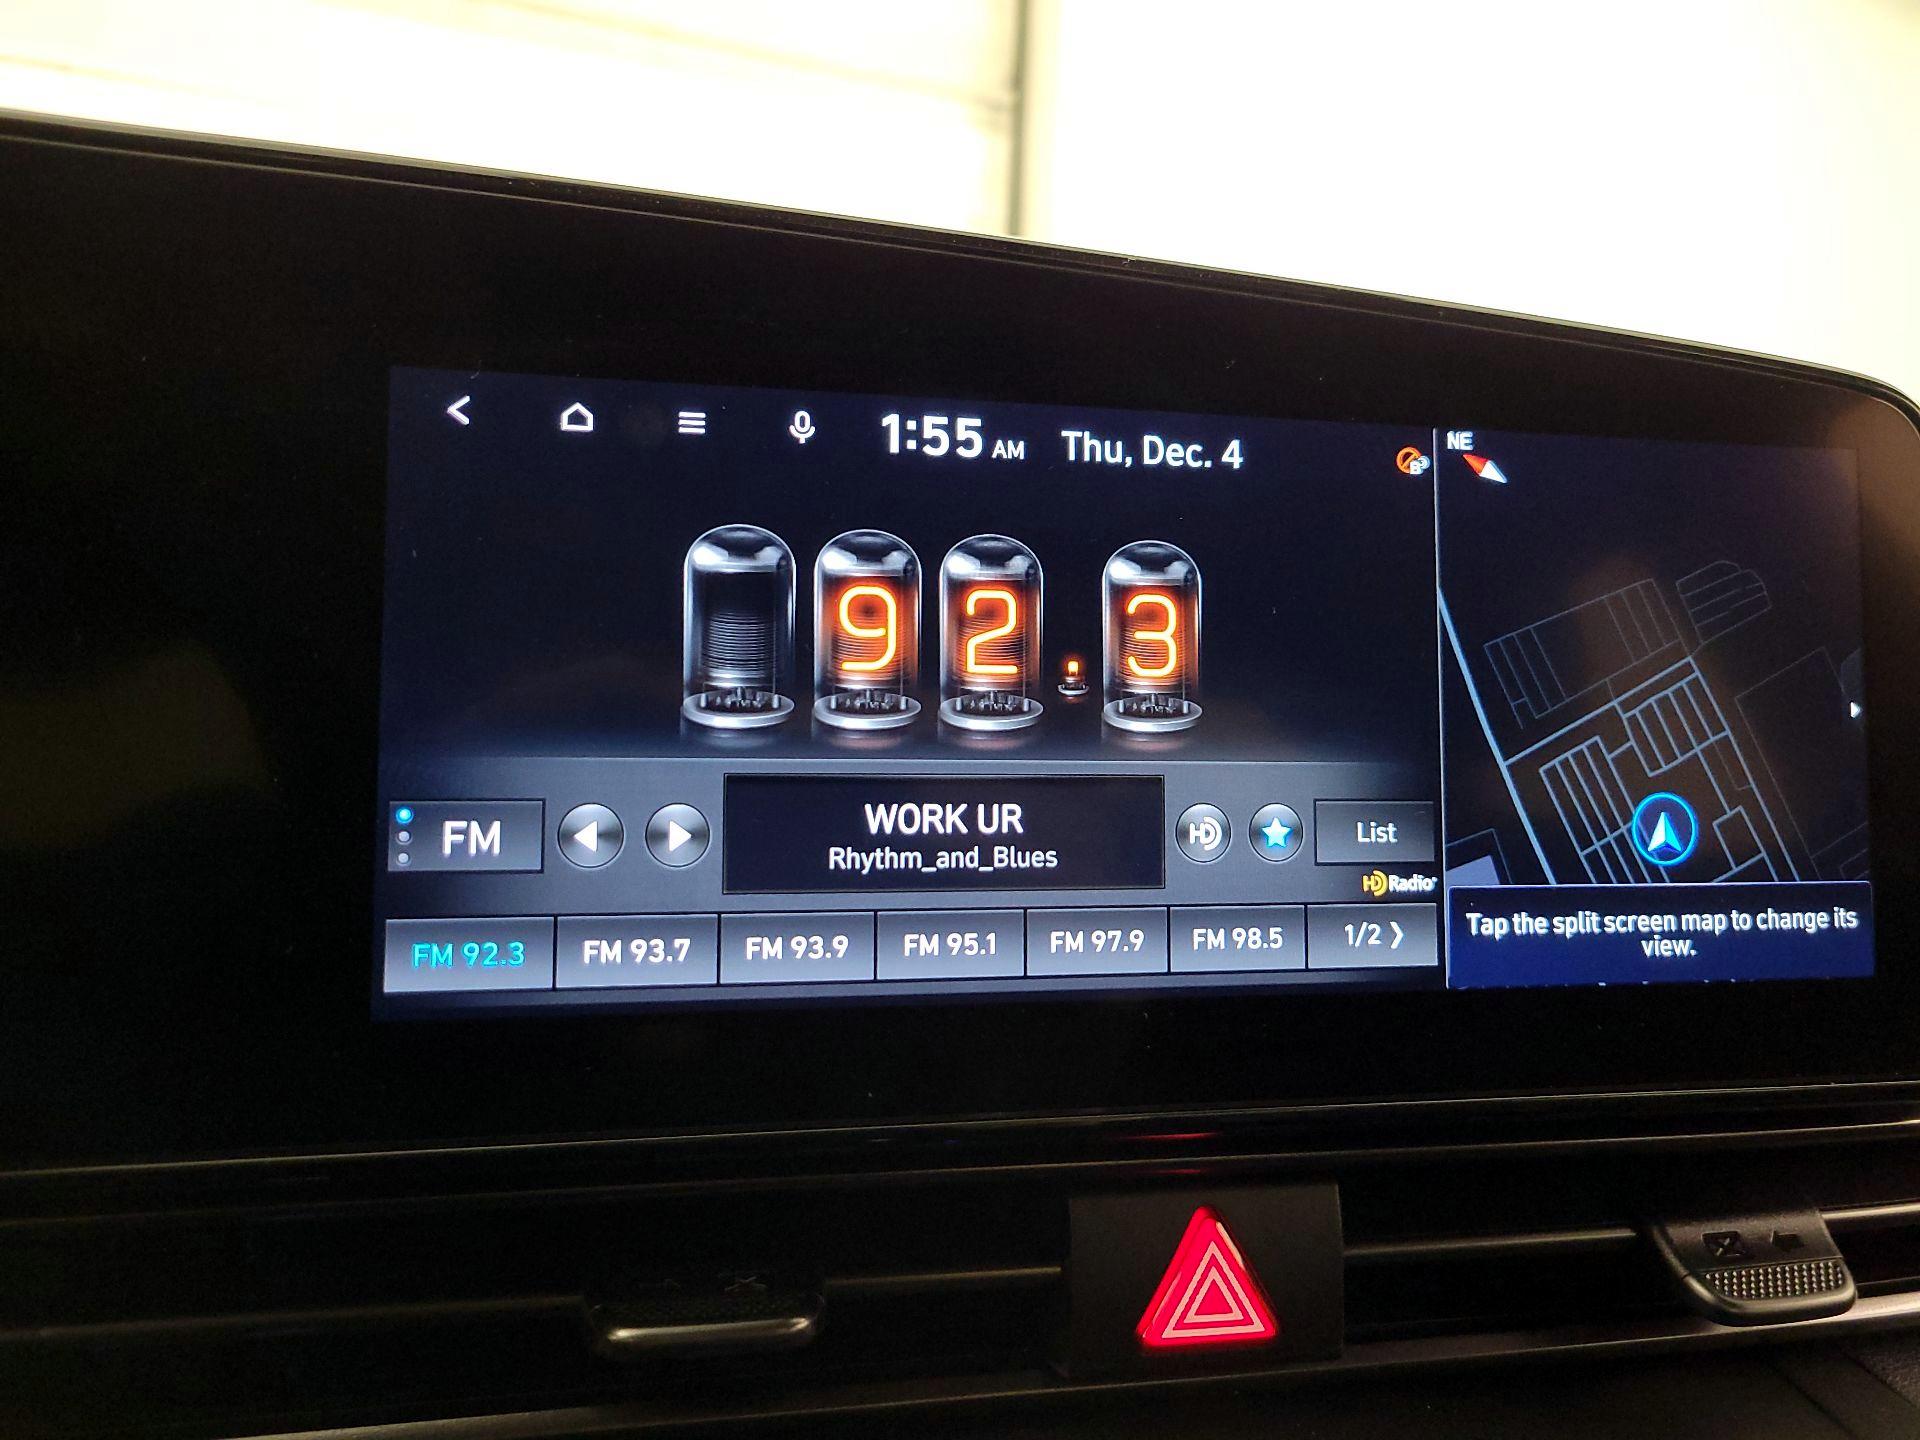 1:55 AM Thu, Dec. 4
NE
92.3
FM
WORK UR
Rhythm_and_Blues
HD
List
HD Radio
FM 92.3
FM 93.7
FM 93.9
FM 95.1
FM 97.9
FM 98.5
1/2 >
Tap the split screen map to change its
view.